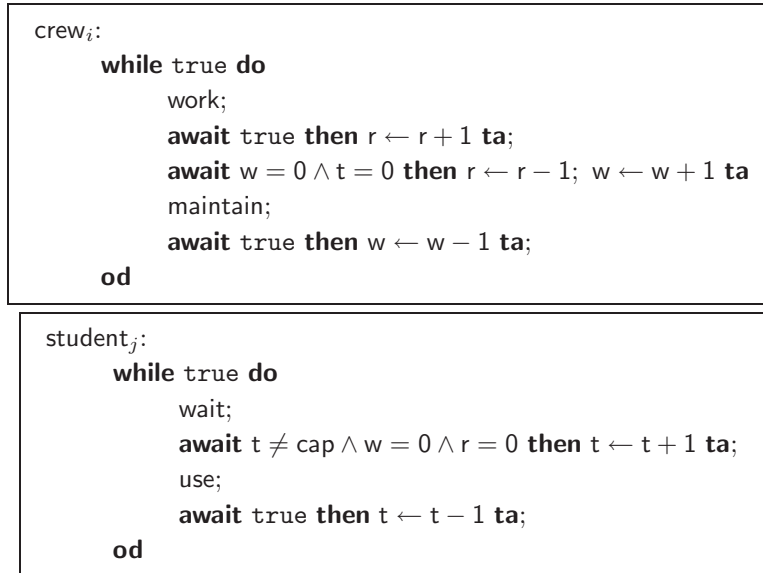 crewᵢ:
while true do
work;
await true then r ← r + 1 ta;
await w = 0 ∧ t = 0 then r ← r − 1; w ← w + 1 ta
maintain;
await true then w ← w − 1 ta;
od
studentⱼ:
while true do
wait;
await t ≠ cap ∧ w = 0 ∧ r = 0 then t ← t + 1 ta;
use;
await true then t ← t − 1 ta;
od